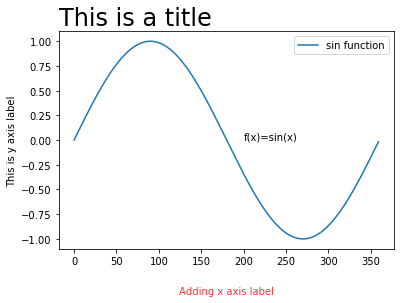 This is a title
sin function
1.00
0.75
0.50
0.25
0.00
−0.25
−0.50
−0.75
−1.00
This is y axis label
f(x)=sin(x)
0 50 100 150 200 250 300 350
Adding x axis label